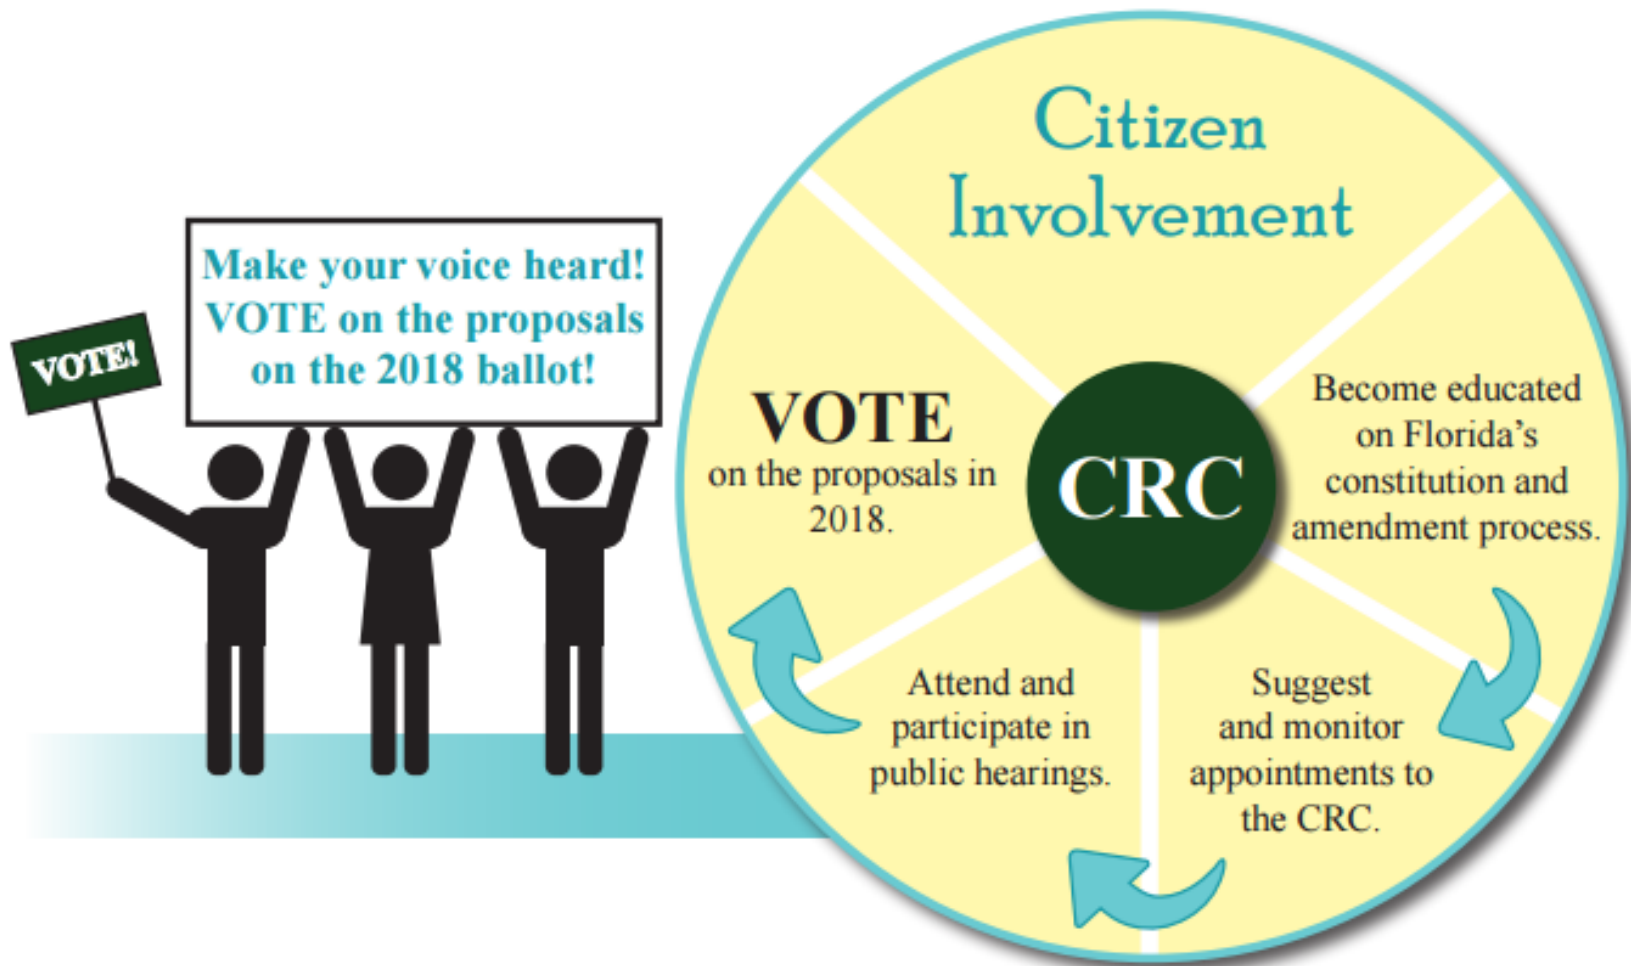 VOTE!
Make your voice heard!
VOTE on the proposals
on the 2018 ballot!
Citizen
Involvement
CRC
Become educated
on Florida's
constitution and
amendment process.
Suggest
and monitor
appointments to
the CRC.
Attend and
participate in
public hearings.
VOTE
on the proposals in
2018.